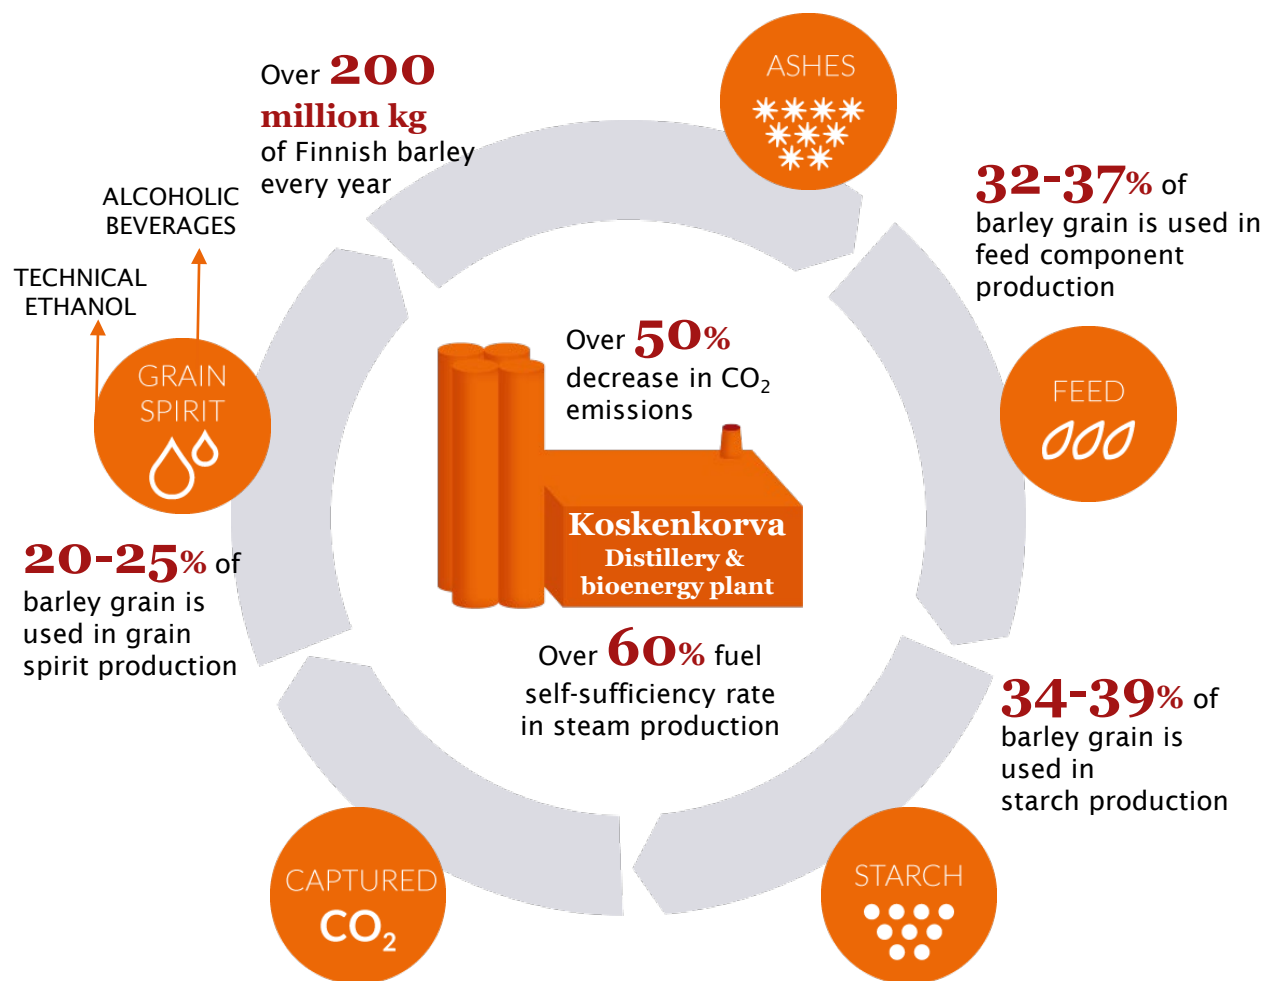 Over 200
million kg
of Finnish barley
every year
ASHES
32-37% of
barley grain is used in
feed component
production
ALCOHOLIC
BEVERAGES
TECHNICAL
ETHANOL
GRAIN
SPIRIT
Over 50%
decrease in CO₂
emissions
FEED
Koskenkorva
Distillery &
bioenergy plant
20-25% of
barley grain is
used in grain
spirit production
Over 60% fuel
self-sufficiency rate
in steam production
34-39% of
barley grain is
used in
starch production
CAPTURED
CO₂
STARCH